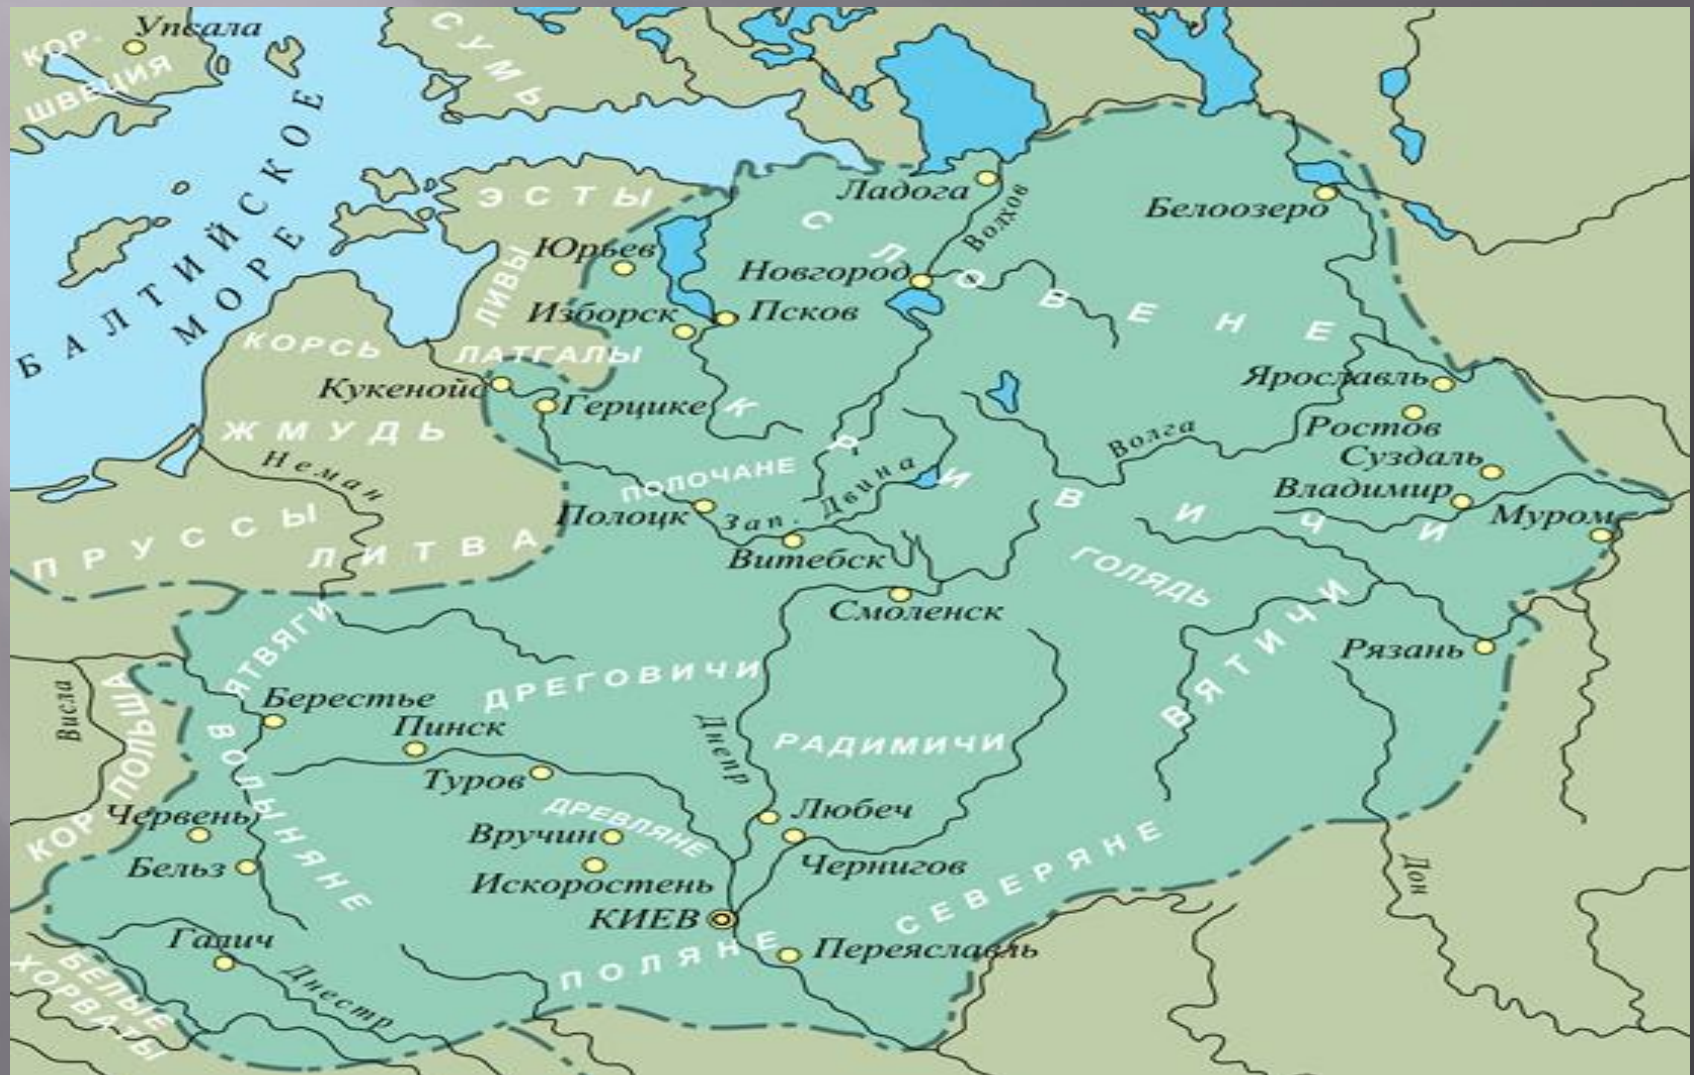 Упсала
КОР.
ШВЕЦИЯ
СУМЬ
БАЛТИЙСКОЕ
МОРЕ
ЭСТЫ
Ладога
Волхов
Белоозеро
СЛОВЕНЕ
Юрьев
ЛИВЫ
Новгород
Изборск
Псков
КОРСЬ
ЛАТГАЛЫ
Кукенойс
Герцике
Ярославль
Ростов
Волга
Суздаль
Владимир
Муром
ЖМУДЬ
Неман
КРИВИЧИ
ПОЛОЧАНЕ
Полоцк
Зап. Двина
Витебск
ПРУССЫ
ЛИТВА
ГОЛЯДЬ
Смоленск
ВЯТИЧИ
Рязань
ЯТВЯГИ
ДРЕГОВИЧИ
Висла
КОР. ПОЛЬША
Берестье
Пинск
Туров
Днепр
РАДИМИЧИ
ВОЛЫНЯНЕ
Червень
Бельз
ДРЕВЛЯНЕ
Вручин
Искоростень
Любеч
Чернигов
СЕВЕРЯНЕ
Дон
КИЕВ
ПОЛЯНЕ
Переяславль
Галич
Днестр
БЕЛЫЕ
ХОРВАТЫ